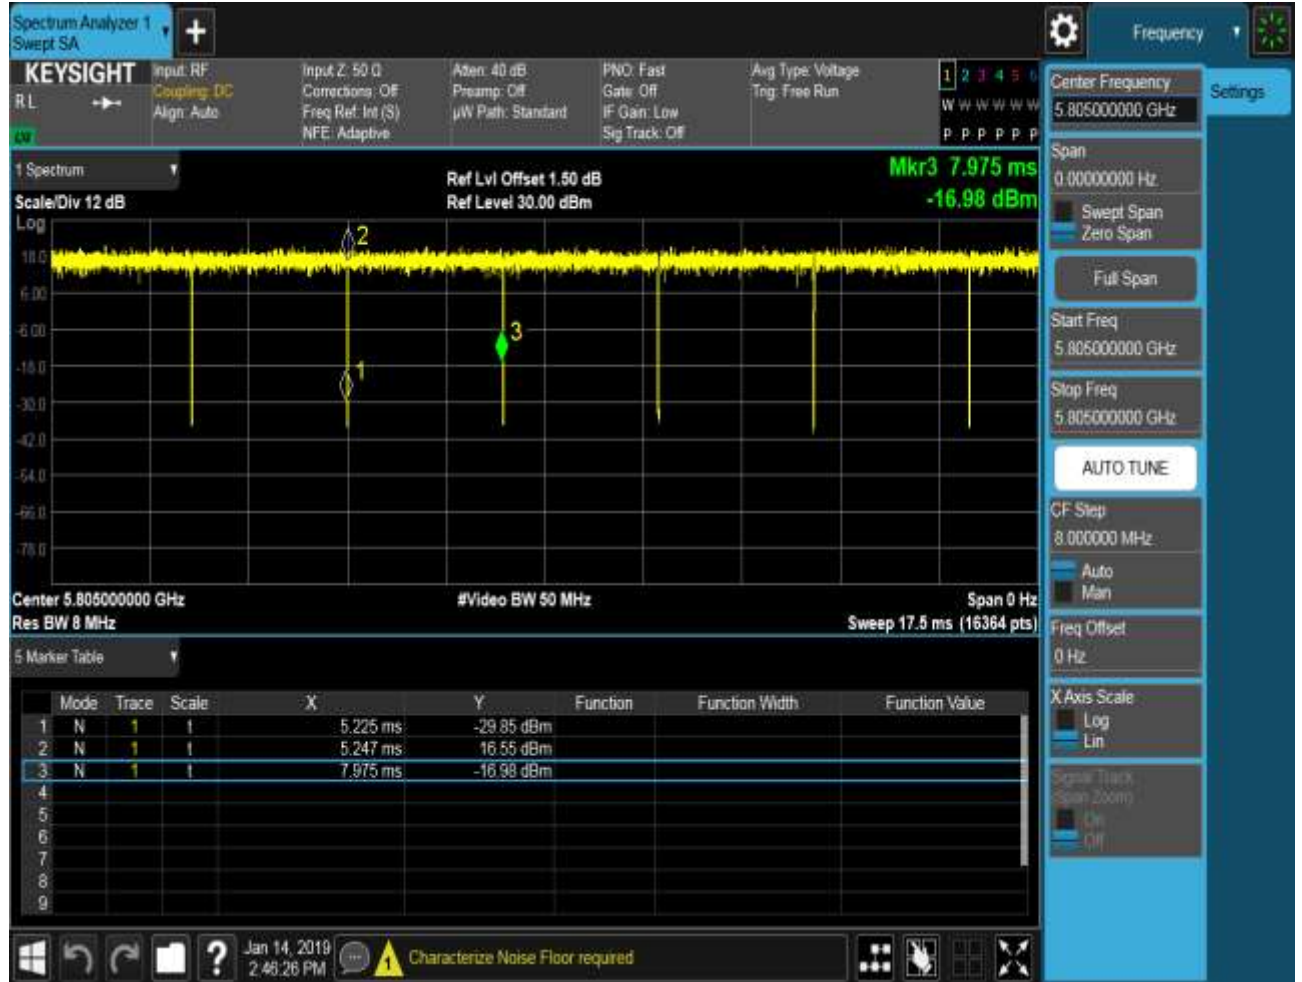 Spectrum Analyzer 1
Swept SA
Frequency
KEYSIGHT
RL
Input: RF
Coupling: DC
Align: Auto
Input Z: 50 Ω
Corrections: Off
Freq Ref: Int (S)
NFE: Adaptive
Atten: 40 dB
Preamp: Off
µW Path: Standard
PNO: Fast
Gate: Off
IF Gain: Low
Sig Track: Off
Avg Type: Voltage
Trig: Free Run
1 2 3 4 5 6
W W W W W W
P P P P P P
1 Spectrum
Scale/Div 12 dB
Ref Lvl Offset 1.50 dB
Ref Level 30.00 dBm
Mkr3 7.975 ms
-16.98 dBm
Log
18.0
6.00
-6.00
-18.0
-30.0
-42.0
-54.0
-66.0
-78.0
2
1
3
Center 5.805000000 GHz
#Video BW 50 MHz
Span 0 Hz
Res BW 8 MHz
Sweep 17.5 ms (16364 pts)
5 Marker Table
Mode Trace Scale X Y Function Function Width Function Value
1 N 1 t 5.225 ms -29.85 dBm
2 N 1 t 5.247 ms 16.55 dBm
3 N 1 t 7.975 ms -16.98 dBm
4
5
6
7
8
9
Jan 14, 2019
2:46:26 PM
?
1
Characterize Noise Floor required
Center Frequency
5.805000000 GHz
Settings
Span
0.00000000 Hz
Swept Span
Zero Span
Full Span
Start Freq
5.805000000 GHz
Stop Freq
5.805000000 GHz
AUTO TUNE
CF Step
8.000000 MHz
Auto
Man
Freq Offset
0 Hz
X Axis Scale
Log
Lin
Signal Track
(Span Zoom)
On
Off